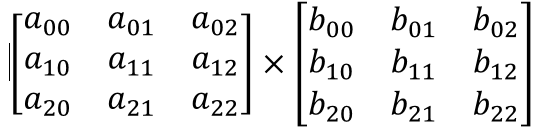 [a₀₀ a₀₁ a₀₂] × [b₀₀ b₀₁ b₀₂]
[a₁₀ a₁₁ a₁₂] × [b₁₀ b₁₁ b₁₂]
[a₂₀ a₂₁ a₂₂] × [b₂₀ b₂₁ b₂₂]